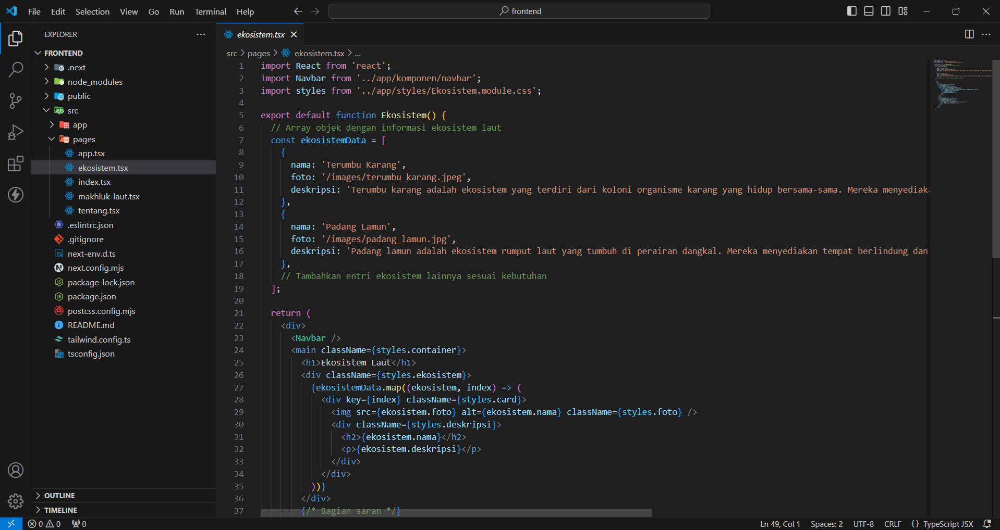 File Edit Selection View Go Run Terminal Help
frontend
EXPLORER
FRONTEND
.next
node_modules
public
src
app
pages
app.tsx
ekosistem.tsx
index.tsx
makhluk-laut.tsx
tentang.tsx
.eslintrc.json
.gitignore
next-env.d.ts
next.config.mjs
package-lock.json
package.json
postcss.config.mjs
README.md
tailwind.config.ts
tsconfig.json
OUTLINE
TIMELINE
ekosistem.tsx
src > pages > ekosistem.tsx > ...
1 import React from 'react';
2 import Navbar from '../app/komponen/navbar';
3 import styles from '../app/styles/Ekosistem.module.css';
4
5 export default function Ekosistem() {
6 // Array objek dengan informasi ekosistem laut
7 const ekosistemData = [
8 {
9 nama: 'Terumbu Karang',
10 foto: '/images/terumbu_karang.jpeg',
11 deskripsi: 'Terumbu karang adalah ekosistem yang terdiri dari koloni organisme karang yang hidup bersama-sama. Mereka menyediaka
12 },
13 {
14 nama: 'Padang Lamun',
15 foto: '/images/padang_lamun.jpg',
16 deskripsi: 'Padang lamun adalah ekosistem rumput laut yang tumbuh di perairan dangkal. Mereka menyediakan tempat berlindung dan
17 },
18 // Tambahkan entri ekosistem lainnya sesuai kebutuhan
19 ];
20
21 return (
22 <div>
23 <Navbar />
24 <main className={styles.container}>
25 <h1>Ekosistem Laut</h1>
26 <div className={styles.ekosistem}>
27 {ekosistemData.map((ekosistem, index) => (
28 <div key={index} className={styles.card}>
29 <img src={ekosistem.foto} alt={ekosistem.nama} className={styles.foto} />
30 <div className={styles.deskripsi}>
31 <h2>{ekosistem.nama}</h2>
32 <p>{ekosistem.deskripsi}</p>
33 </div>
34 </div>
35 ))}
36 </div>
37 {/* Bagian saran */}
0 0 0
Ln 49, Col 1 Spaces: 2 UTF-8 CRLF {} TypeScript JSX